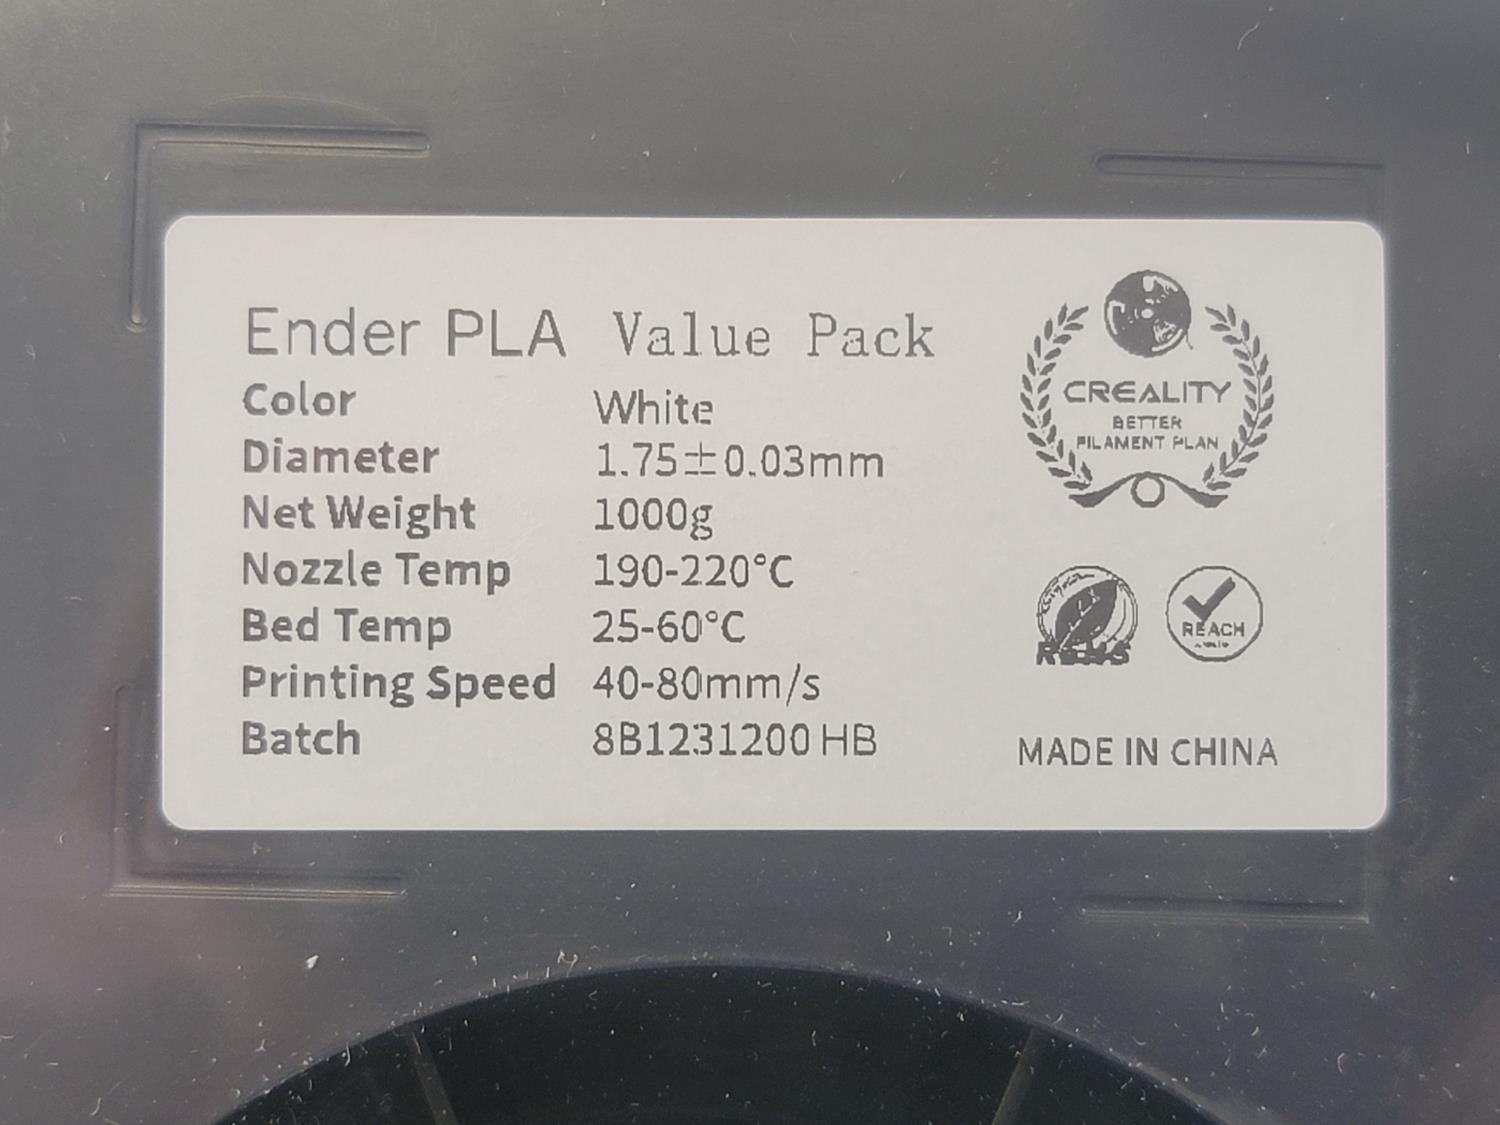 Ender PLA Value Pack
Color White
Diameter 1.75±0.03mm
Net Weight 1000g
Nozzle Temp 190-220°C
Bed Temp 25-60°C
Printing Speed 40-80mm/s
Batch 8B1231200 HB
CREALITY
BETTER
FILAMENT PLAN
RoHS
REACH
MADE IN CHINA